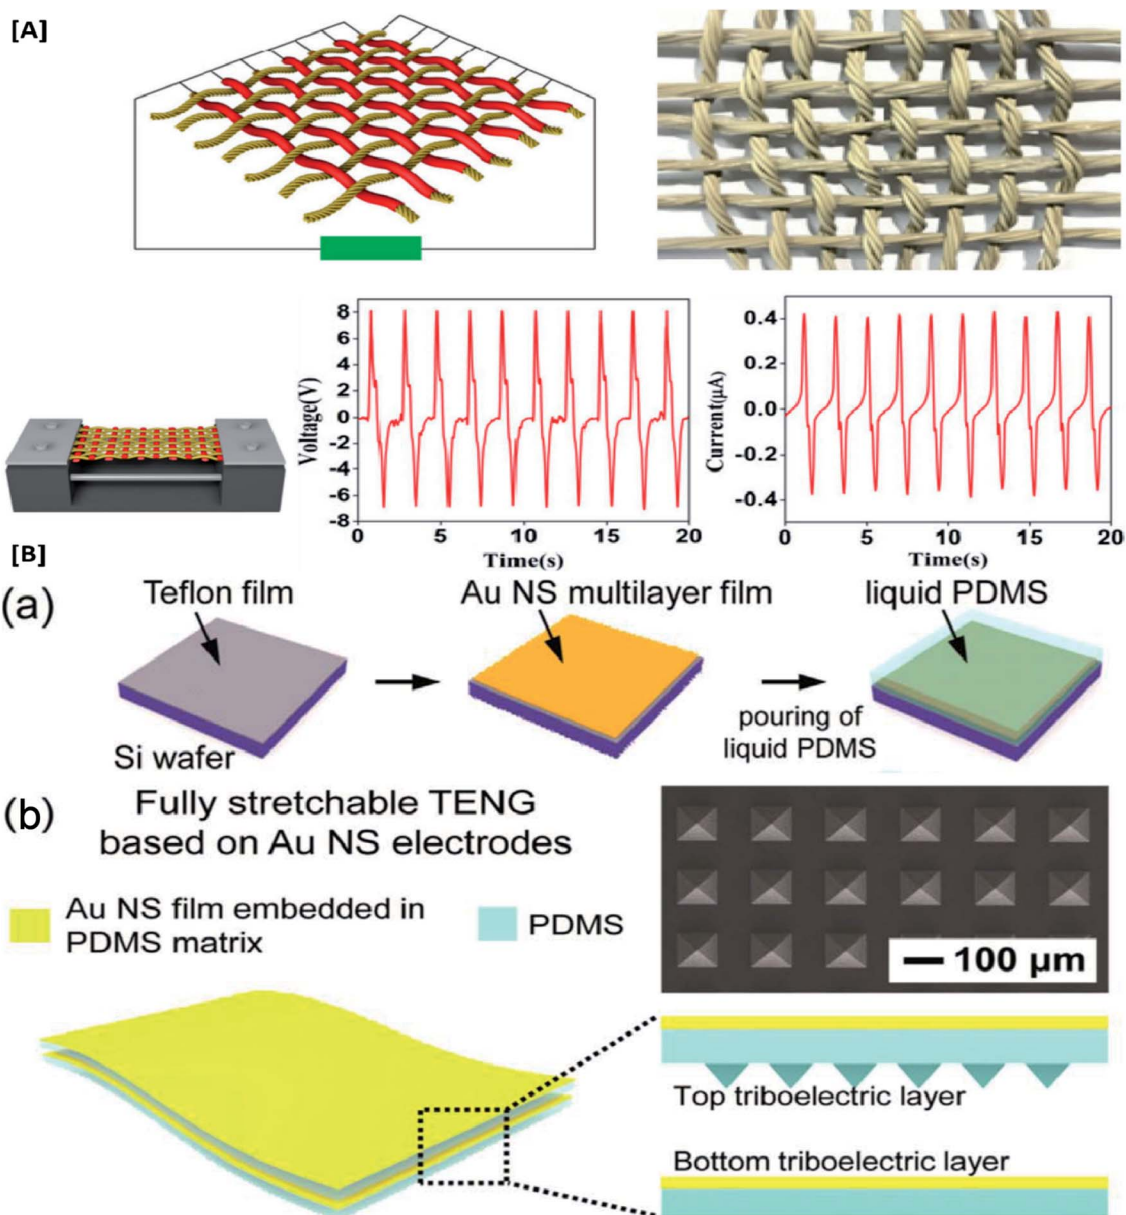 [A]
8
6
4
2
0
-2
-4
-6
-8
Voltage(V)
0 5 10 15 20
Time(s)
0.4
0.2
0.0
-0.2
-0.4
Current(μA)
0 5 10 15 20
Time(s)
[B]
(a)
Teflon film
Si wafer
Au NS multilayer film
pouring of
liquid PDMS
liquid PDMS
(b)
Fully stretchable TENG
based on Au NS electrodes
Au NS film embedded in
PDMS matrix
PDMS
100 μm
Top triboelectric layer
Bottom triboelectric layer